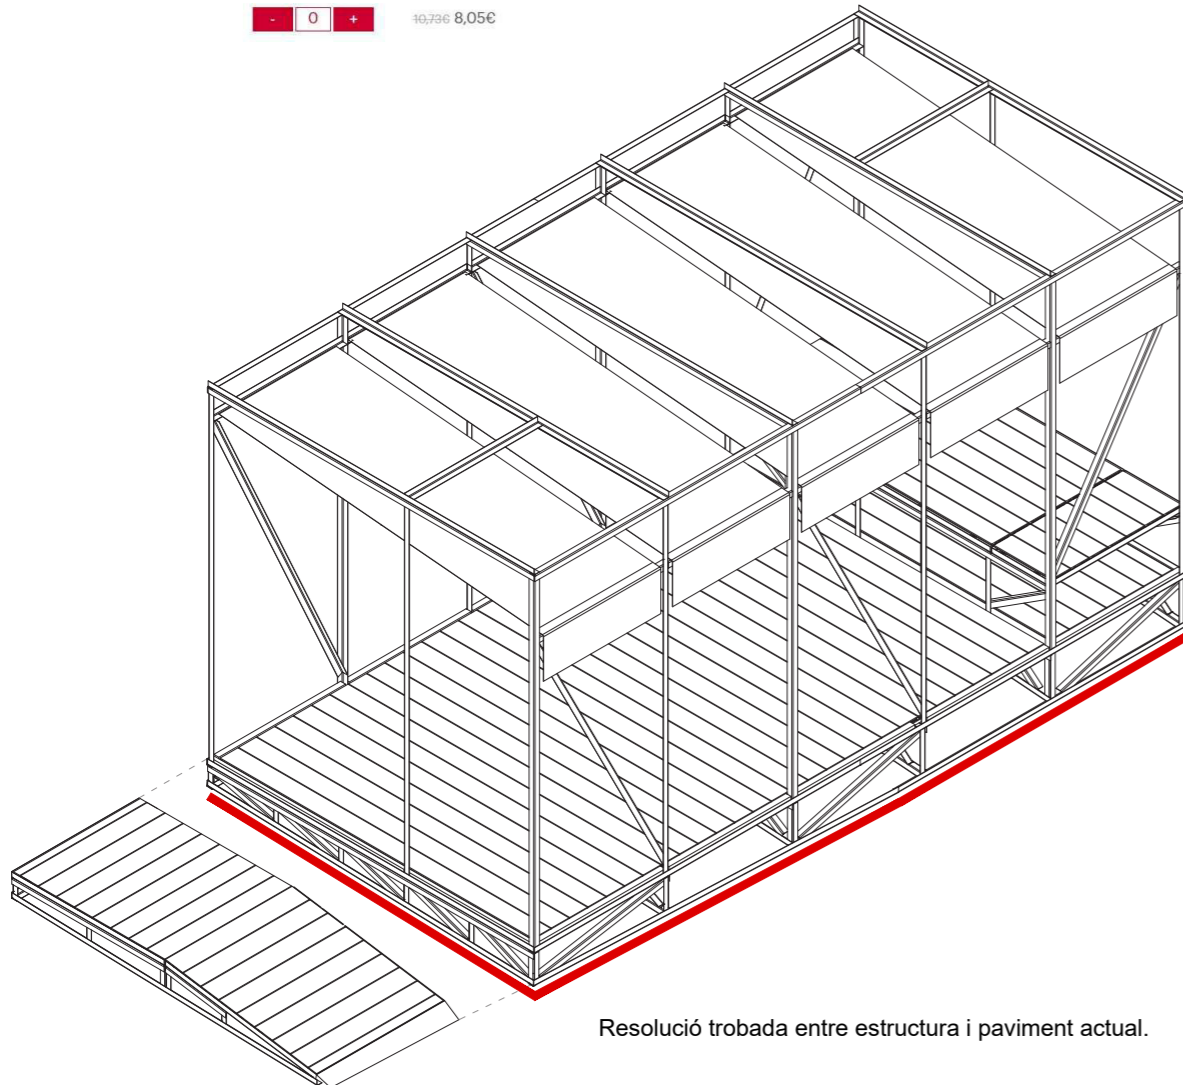 - 0 + 10,73€ 8,05€
Resolució trobada entre estructura i paviment actual.